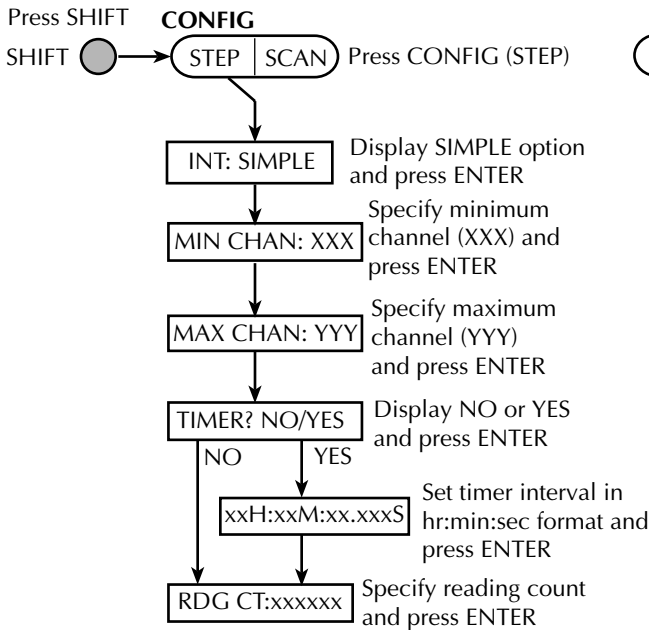 Press SHIFT
CONFIG
SHIFT
STEP
SCAN
Press CONFIG (STEP)
INT: SIMPLE
Display SIMPLE option
and press ENTER
MIN CHAN: XXX
Specify minimum
channel (XXX) and
press ENTER
MAX CHAN: YYY
Specify maximum
channel (YYY)
and press ENTER
TIMER? NO/YES
Display NO or YES
and press ENTER
NO
YES
xxH:xxM:xx.xxxS
Set timer interval in
hr:min:sec format and
press ENTER
RDG CT:xxxxxx
Specify reading count
and press ENTER